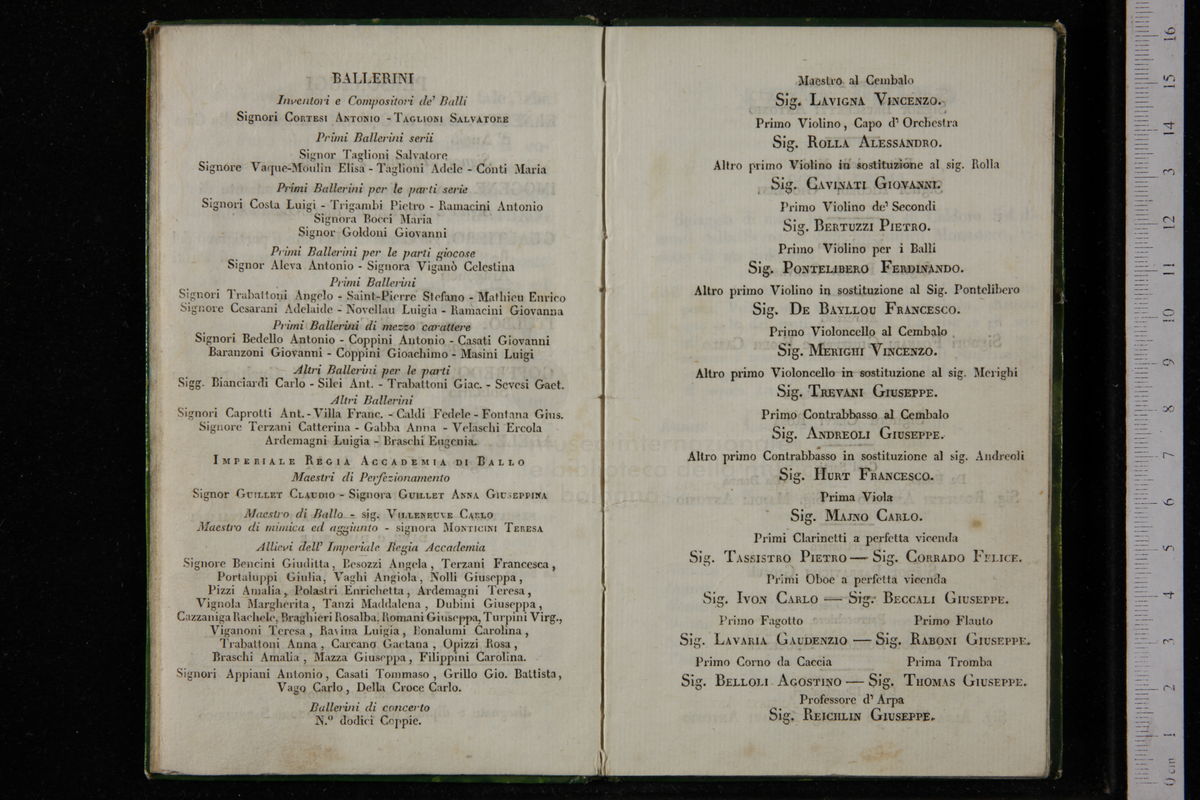 BALLERINI
Inventori e Compositori de' Balli
Signori Cortesi Antonio - Taglioni Salvatore
Primi Ballerini serii
Signor Taglioni Salvatore
Signore Vaque-Moulin Elisa - Taglioni Adele - Conti Maria
Primi Ballerini per le parti serie
Signori Costa Luigi - Trigambi Pietro - Ramacini Antonio
Signora Bocci Maria
Signor Goldoni Giovanni
Primi Ballerini per le parti giocose
Signor Aleva Antonio - Signora Viganò Celestina
Primi Ballerini
Signori Trabattoni Angelo - Saint-Pierre Stefano - Mathieu Enrico
Signore Cesarani Adelaide - Novellau Luigia - Ramacini Giovanna
Primi Ballerini di mezzo carattere
Signori Bedello Antonio - Coppini Antonio - Casati Giovanni
Baranzoni Giovanni - Coppini Gioachimo - Masini Luigi
Altri Ballerini per le parti
Sigg. Bianciardi Carlo - Silei Ant. - Trabattoni Giac. - Sevesi Gaet.
Altri Ballerini
Signori Caprotti Ant. - Villa Franc. - Caldi Fedele - Fontana Gius.
Signore Terzani Catterina - Gabba Anna - Velaschi Ercola
Ardemagni Luigia - Braschi Eugenia.
Imperiale Regia Accademia di Ballo
Maestri di Perfezionamento
Signor Guillet Claudio - Signora Guillet Anna Giuseppina
Maestro di Ballo - sig. Villeneuve Carlo
Maestro di mimica ed aggiunto - signora Monticini Teresa
Allievi dell' Imperiale Regia Accademia
Signore Bencini Giuditta, Besozzi Angela, Terzani Francesca,
Portaluppi Giulia, Vaghi Angiola, Nolli Giuseppa,
Pizzi Amalia, Polastri Enrichetta, Ardemagni Teresa,
Vignola Margherita, Tanzi Maddalena, Dubini Giuseppa,
Cazzaniga Rachele, Braghieri Rosalba, Romani Giuseppa, Turpini Virg.,
Viganoni Teresa, Ravina Luigia, Bonalumi Carolina,
Trabattoni Anna, Carcano Gaetana, Opizzi Rosa,
Braschi Amalia, Mazza Giuseppa, Filippini Carolina.
Signori Appiani Antonio, Casati Tommaso, Grillo Gio. Battista,
Vago Carlo, Della Croce Carlo.
Ballerini di concerto
N.º dodici Coppie.
Maestro al Cembalo
Sig. Lavigna Vincenzo.
Primo Violino, Capo d' Orchestra
Sig. Rolla Alessandro.
Altro primo Violino in sostituzione al sig. Rolla
Sig. Cavinati Giovanni.
Primo Violino de' Secondi
Sig. Bertuzzi Pietro.
Primo Violino per i Balli
Sig. Pontelibero Ferdinando.
Altro primo Violino in sostituzione al Sig. Pontelibero
Sig. De Bayllou Francesco.
Primo Violoncello al Cembalo
Sig. Merighi Vincenzo.
Altro primo Violoncello in sostituzione al sig. Merighi
Sig. Trevani Giuseppe.
Primo Contrabbasso al Cembalo
Sig. Andreoli Giuseppe.
Altro primo Contrabbasso in sostituzione al sig. Andreoli
Sig. Hurt Francesco.
Prima Viola
Sig. Majno Carlo.
Primi Clarinetti a perfetta vicenda
Sig. Tassistro Pietro — Sig. Corrado Felice.
Primi Oboe a perfetta vicenda
Sig. Ivon Carlo — Sig. Beccali Giuseppe.
Primo Fagotto Primo Flauto
Sig. Lavaria Gaudenzio — Sig. Raboni Giuseppe.
Primo Corno da Caccia Prima Tromba
Sig. Belloli Agostino — Sig. Thomas Giuseppe.
Professore d' Arpa
Sig. Reichlin Giuseppe.
0 cm 1 2 3 4 5 6 7 8 9 10 11 12 13 14 15 16